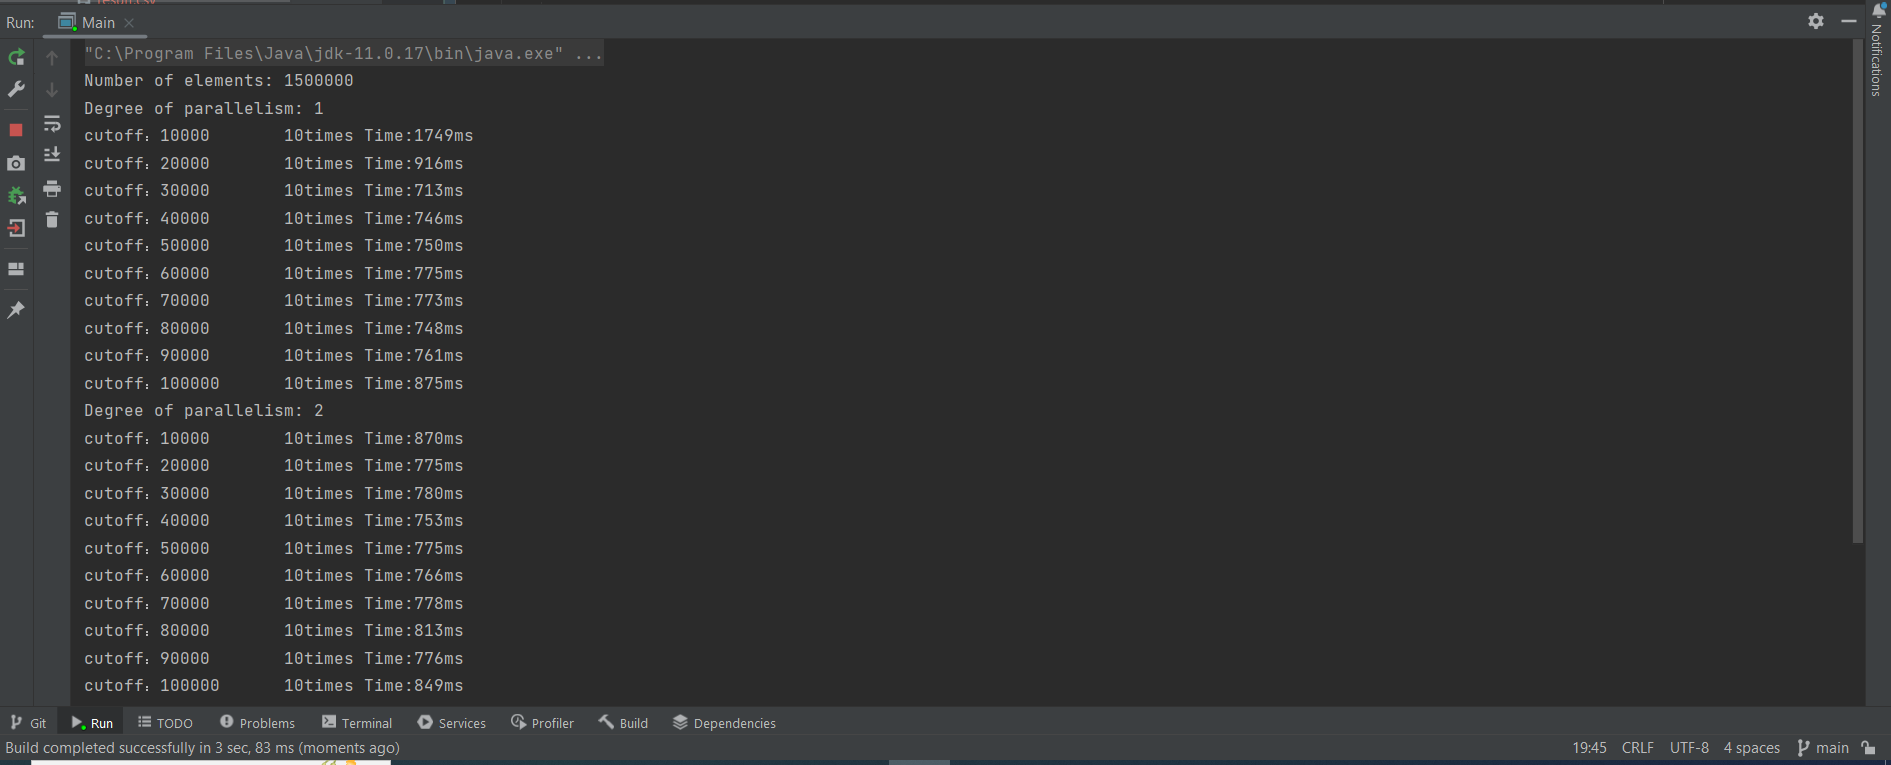 result.csv
Run: Main
Notifications
"C:\Program Files\Java\jdk-11.0.17\bin\java.exe" ...
Number of elements: 1500000
Degree of parallelism: 1
cutoff：10000 10times Time:1749ms
cutoff：20000 10times Time:916ms
cutoff：30000 10times Time:713ms
cutoff：40000 10times Time:746ms
cutoff：50000 10times Time:750ms
cutoff：60000 10times Time:775ms
cutoff：70000 10times Time:773ms
cutoff：80000 10times Time:748ms
cutoff：90000 10times Time:761ms
cutoff：100000 10times Time:875ms
Degree of parallelism: 2
cutoff：10000 10times Time:870ms
cutoff：20000 10times Time:775ms
cutoff：30000 10times Time:780ms
cutoff：40000 10times Time:753ms
cutoff：50000 10times Time:775ms
cutoff：60000 10times Time:766ms
cutoff：70000 10times Time:778ms
cutoff：80000 10times Time:813ms
cutoff：90000 10times Time:776ms
cutoff：100000 10times Time:849ms
Git Run TODO Problems Terminal Services Profiler Build Dependencies
Build completed successfully in 3 sec, 83 ms (moments ago) 19:45 CRLF UTF-8 4 spaces main